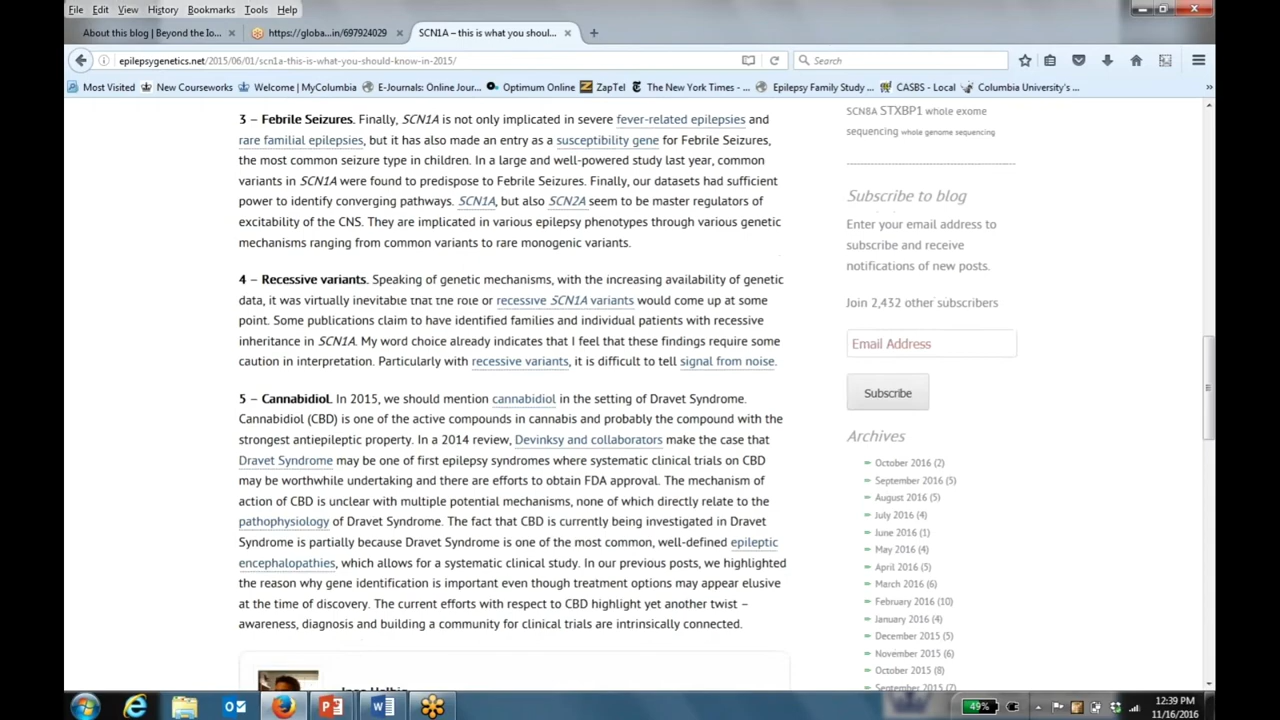 File Edit View History Bookmarks Tools Help
About this blog | Beyond the Io...
https://globa...in/697924029
SCN1A – this is what you shoul...
epilepsygenetics.net/2015/06/01/scn1a-this-is-what-you-should-know-in-2015/
Search
Most Visited New Courseworks Welcome | MyColumbia E-Journals: Online Jour... Optimum Online ZapTel The New York Times - ... Epilepsy Family Study ... CASBS - Local Columbia University's ...
3 – Febrile Seizures. Finally, SCN1A is not only implicated in severe fever-related epilepsies and
rare familial epilepsies, but it has also made an entry as a susceptibility gene for Febrile Seizures,
the most common seizure type in children. In a large and well-powered study last year, common
variants in SCN1A were found to predispose to Febrile Seizures. Finally, our datasets had sufficient
power to identify converging pathways. SCN1A, but also SCN2A seem to be master regulators of
excitability of the CNS. They are implicated in various epilepsy phenotypes through various genetic
mechanisms ranging from common variants to rare monogenic variants.
4 – Recessive variants. Speaking of genetic mechanisms, with the increasing availability of genetic
data, it was virtually inevitable that the role of recessive SCN1A variants would come up at some
point. Some publications claim to have identified families and individual patients with recessive
inheritance in SCN1A. My word choice already indicates that I feel that these findings require some
caution in interpretation. Particularly with recessive variants, it is difficult to tell signal from noise.
5 – Cannabidiol. In 2015, we should mention cannabidiol in the setting of Dravet Syndrome.
Cannabidiol (CBD) is one of the active compounds in cannabis and probably the compound with the
strongest antiepileptic property. In a 2014 review, Devinksy and collaborators make the case that
Dravet Syndrome may be one of first epilepsy syndromes where systematic clinical trials on CBD
may be worthwhile undertaking and there are efforts to obtain FDA approval. The mechanism of
action of CBD is unclear with multiple potential mechanisms, none of which directly relate to the
pathophysiology of Dravet Syndrome. The fact that CBD is currently being investigated in Dravet
Syndrome is partially because Dravet Syndrome is one of the most common, well-defined epileptic
encephalopathies, which allows for a systematic clinical study. In our previous posts, we highlighted
the reason why gene identification is important even though treatment options may appear elusive
at the time of discovery. The current efforts with respect to CBD highlight yet another twist –
awareness, diagnosis and building a community for clinical trials are intrinsically connected.
SCN8A STXBP1 whole exome
sequencing whole genome sequencing
Subscribe to blog
Enter your email address to
subscribe and receive
notifications of new posts.
Join 2,432 other subscribers
Email Address
Subscribe
Archives
October 2016 (2)
September 2016 (5)
August 2016 (5)
July 2016 (4)
June 2016 (1)
May 2016 (4)
April 2016 (5)
March 2016 (6)
February 2016 (10)
January 2016 (4)
December 2015 (5)
November 2015 (6)
October 2015 (8)
September 2015 (7)
49%
12:39 PM
11/16/2016